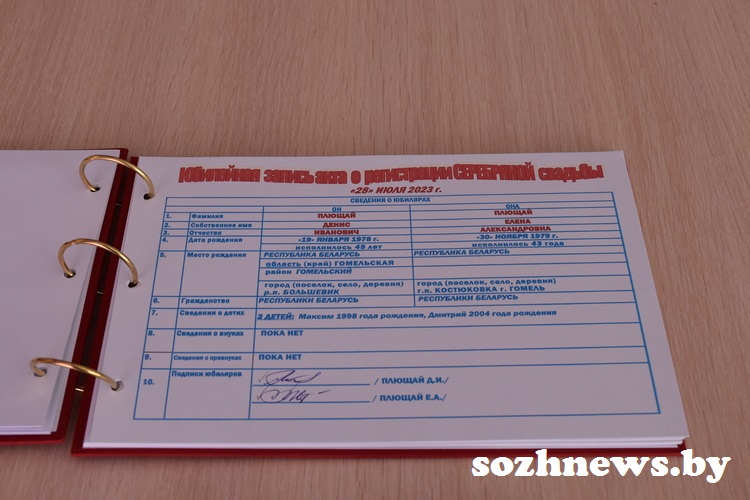 Юбилейная запись акта о регистрации СЕРЕБРЯНОЙ свадьбы
«28» ИЮЛЯ 2023 г.
СВЕДЕНИЯ О ЮБИЛЯРАХ
ОН ОНА
1. Фамилия ПЛЮЩАЙ ПЛЮЩАЙ
2. Собственное имя ДЕНИС ЕЛЕНА
3. Отчества ИВАНОВИЧ АЛЕКСАНДРОВНА
4. Дата рождения -19- ЯНВАРЯ 1978 г. -30- НОЯБРЯ 1979 г.
исполнилось 45 лет исполнилось 43 года
5. Место рождения РЕСПУБЛИКА БЕЛАРУСЬ РЕСПУБЛИКА БЕЛАРУСЬ
область (край) ГОМЕЛЬСКАЯ
район ГОМЕЛЬСКИЙ
город (поселок, село, деревня) город (поселок, село, деревня)
р.п. БОЛЬШЕВИК г.п. КОСТЮКОВКА г. ГОМЕЛЬ
6. Гражданство РЕСПУБЛИКИ БЕЛАРУСЬ РЕСПУБЛИКИ БЕЛАРУСЬ
7. Сведения о детях 2 ДЕТЕЙ: Максим 1998 года рождения, Дмитрий 2004 года рождения
8. Сведения о внуках ПОКА НЕТ
9. Сведения о правнуках ПОКА НЕТ
10. Подписи юбиляров / ПЛЮЩАЙ Д.И./
/ ПЛЮЩАЙ Е.А./
sozhnews.by